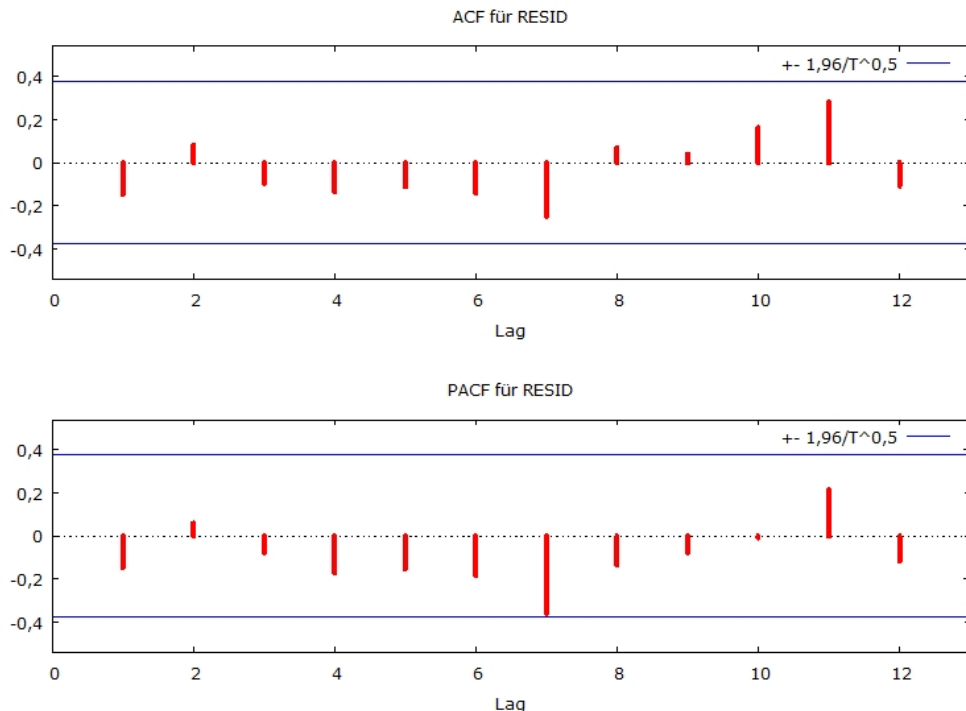 ACF für RESID
+- 1,96/T^0,5
0,4
0,2
0
-0,2
-0,4
0 2 4 6 8 10 12
Lag
PACF für RESID
+- 1,96/T^0,5
0,4
0,2
0
-0,2
-0,4
0 2 4 6 8 10 12
Lag